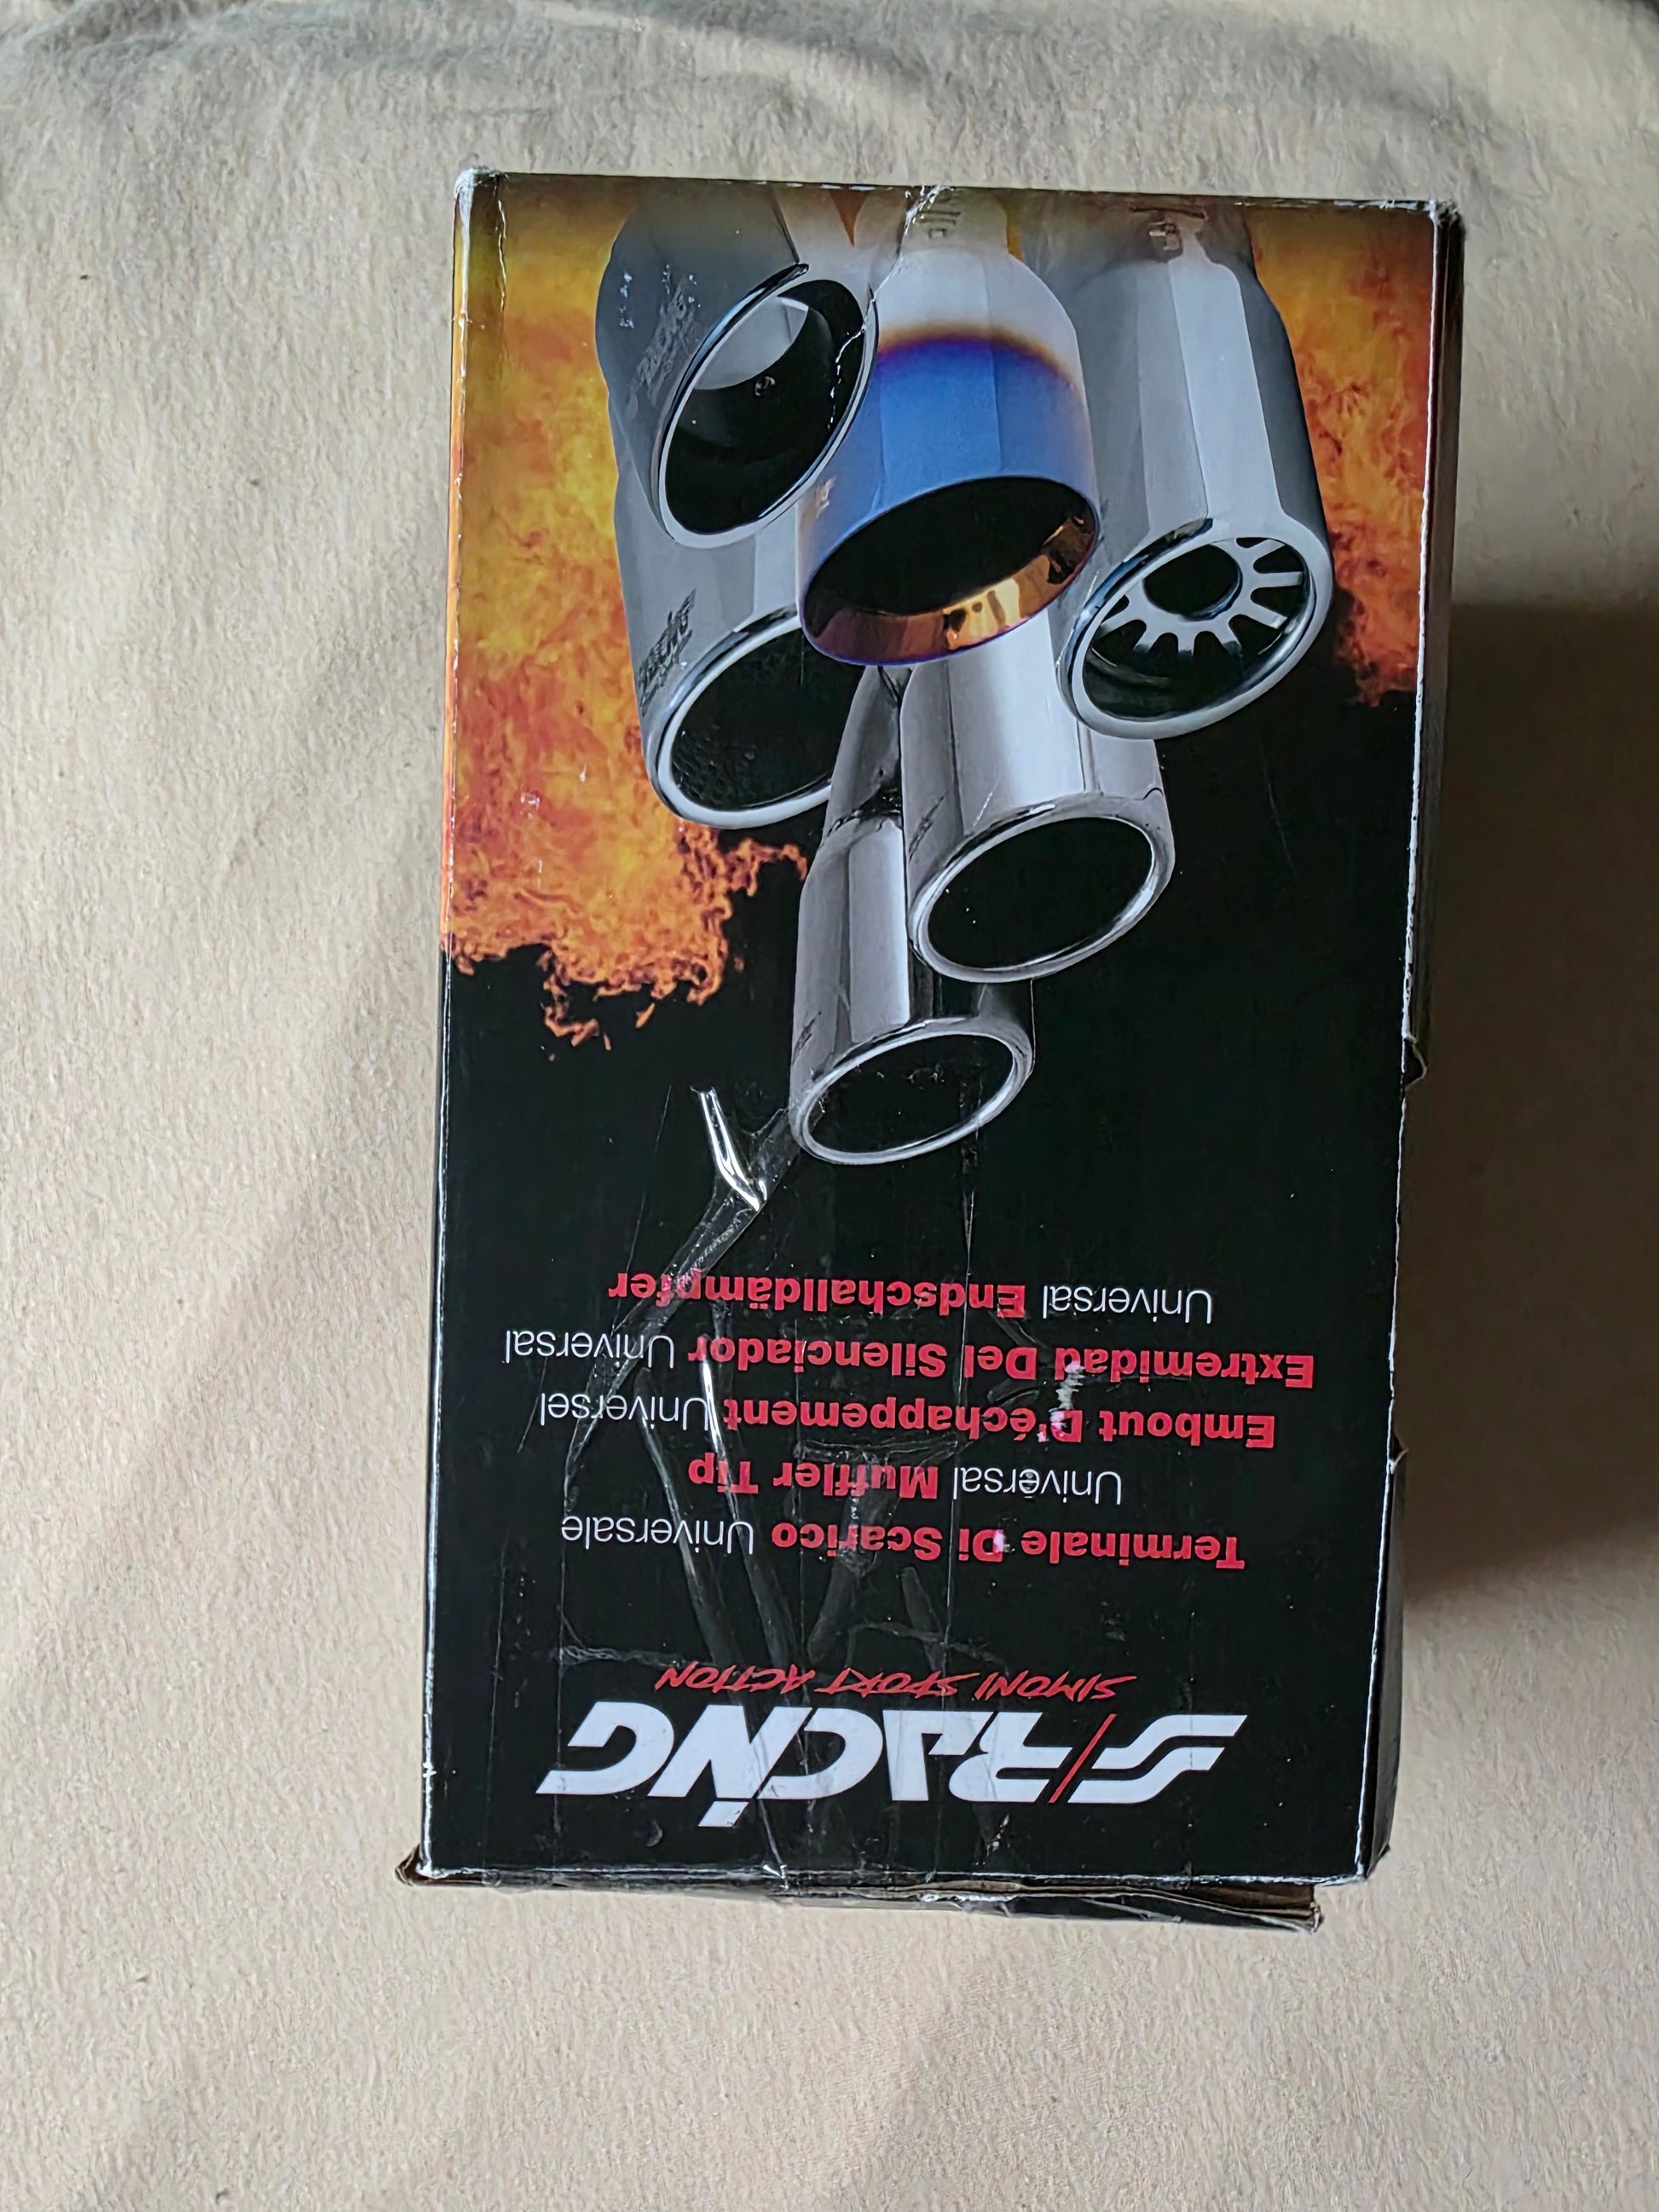 S/RACING
SIMONI SPORT ACTION
Terminale Di Scarico Universale
Universal Muffler Tip
Embout D'échappement Universel
Extremidad Del Silenciador Universal
Universal Endschalldämpfer